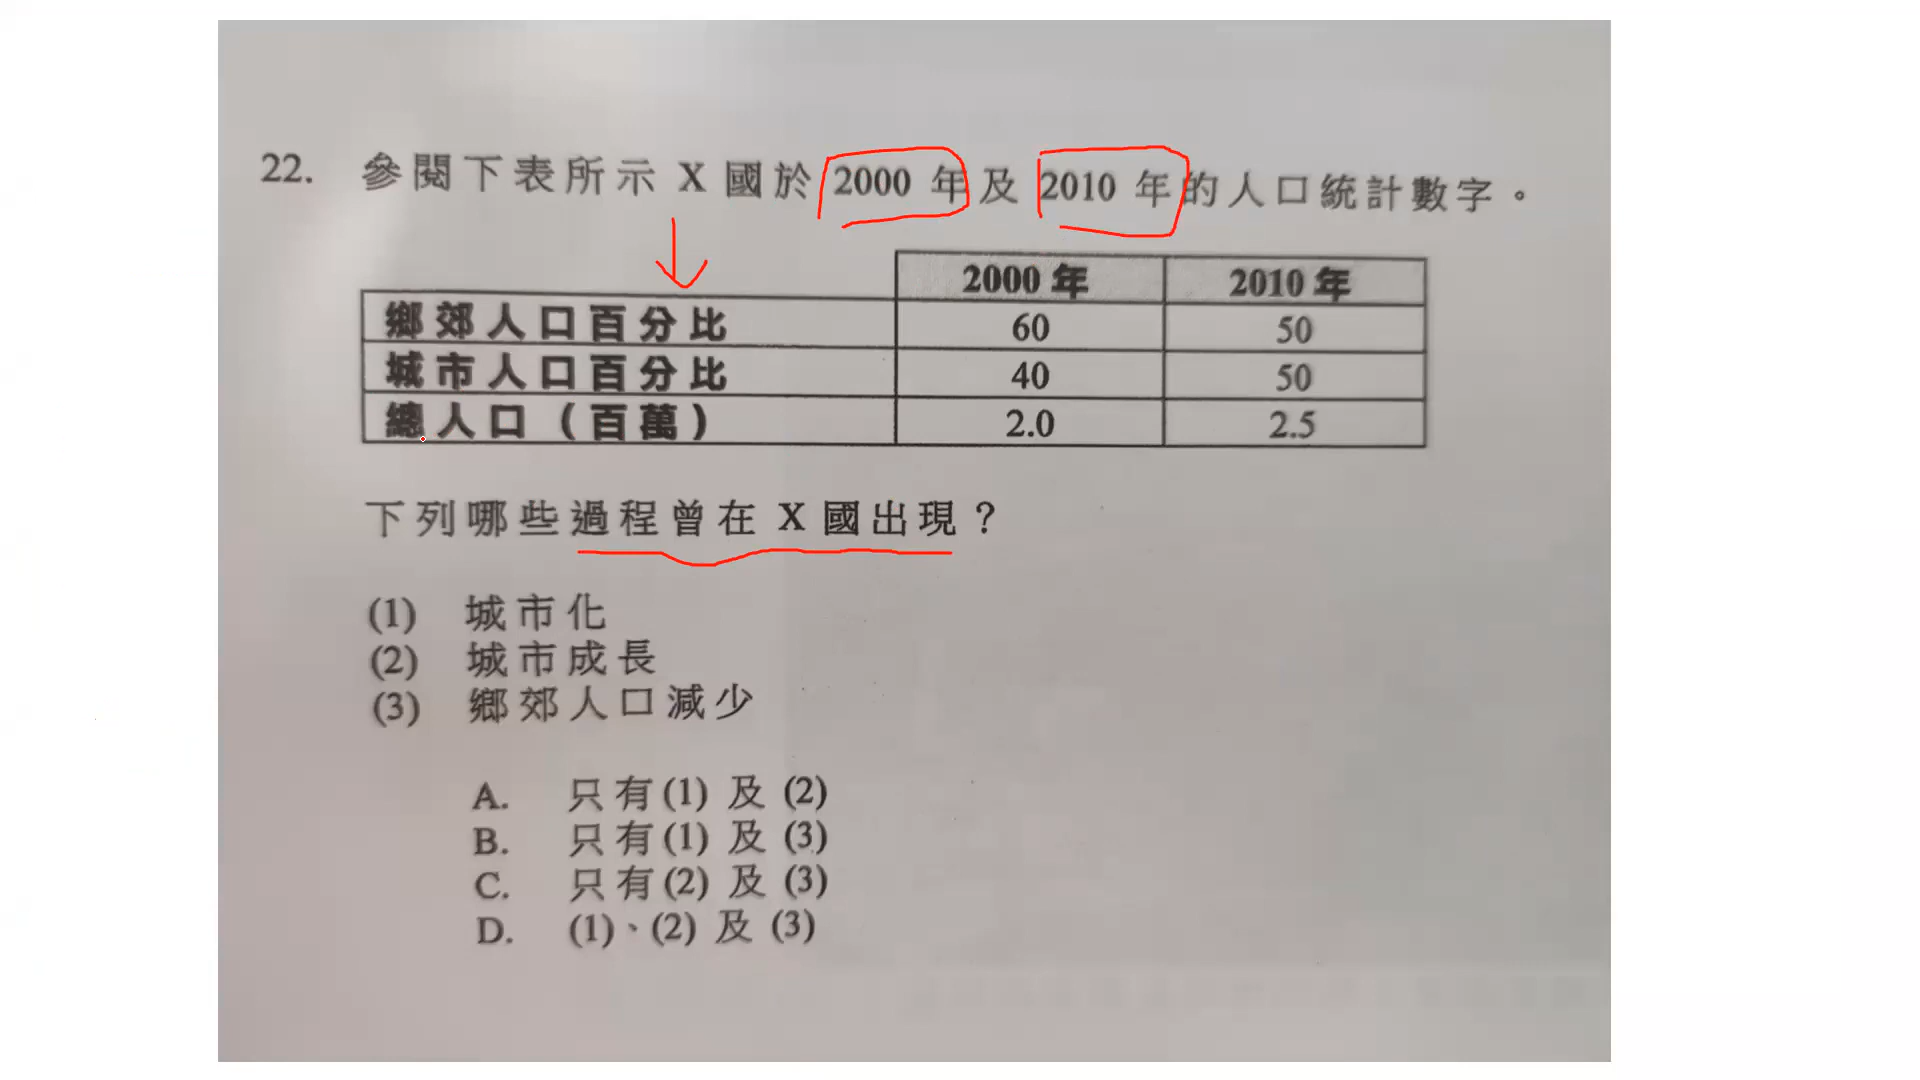 22. 參閱下表所示 X 國於 2000 年及 2010 年的人口統計數字。
2000 年 2010 年
鄉郊人口百分比 60 50
城市人口百分比 40 50
總人口（百萬） 2.0 2.5
下列哪些過程曾在 X 國出現？
(1) 城市化
(2) 城市成長
(3) 鄉郊人口減少
A. 只有(1) 及 (2)
B. 只有(1) 及 (3)
C. 只有(2) 及 (3)
D. (1)、(2) 及 (3)